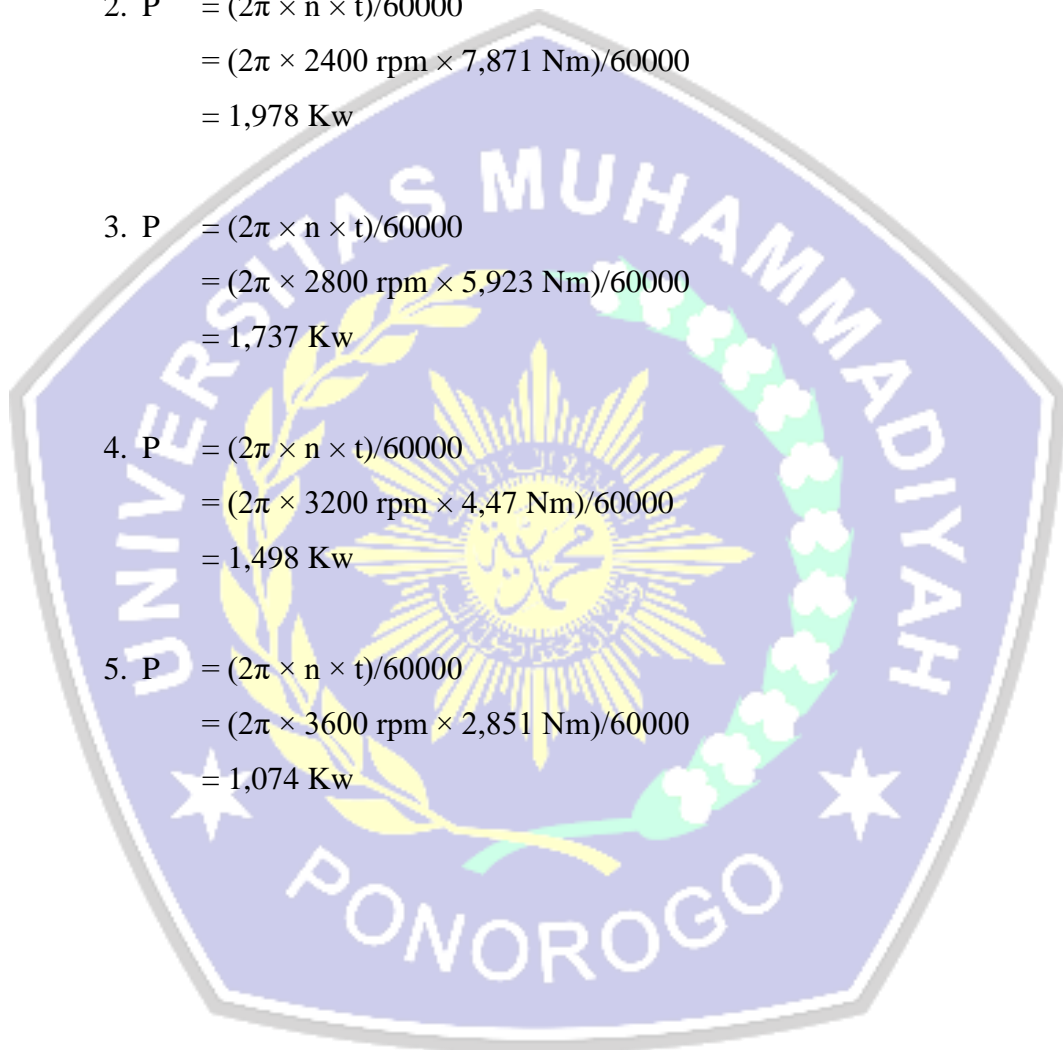 2. P = (2π × n × t)/60000
= (2π × 2400 rpm × 7,871 Nm)/60000
= 1,978 Kw
3. P = (2π × n × t)/60000
= (2π × 2800 rpm × 5,923 Nm)/60000
= 1,737 Kw
4. P = (2π × n × t)/60000
= (2π × 3200 rpm × 4,47 Nm)/60000
= 1,498 Kw
5. P = (2π × n × t)/60000
= (2π × 3600 rpm × 2,851 Nm)/60000
= 1,074 Kw
UNIVERSITAS MUHAMMADIYAH
PONOROGO